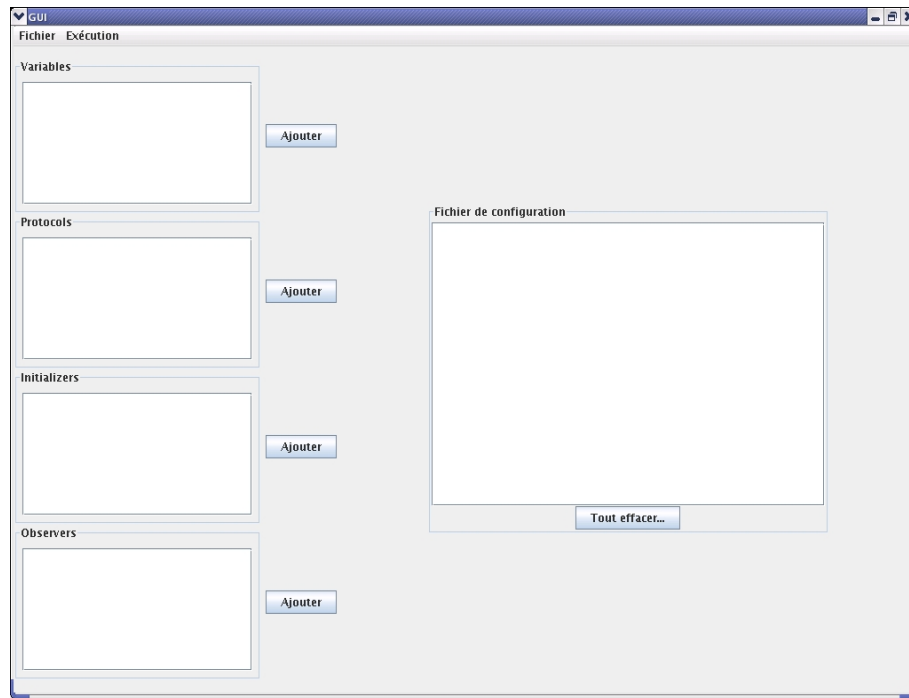 GUI
Fichier Exécution
Variables
Ajouter
Protocols
Ajouter
Initializers
Ajouter
Observers
Ajouter
Fichier de configuration
Tout effacer...